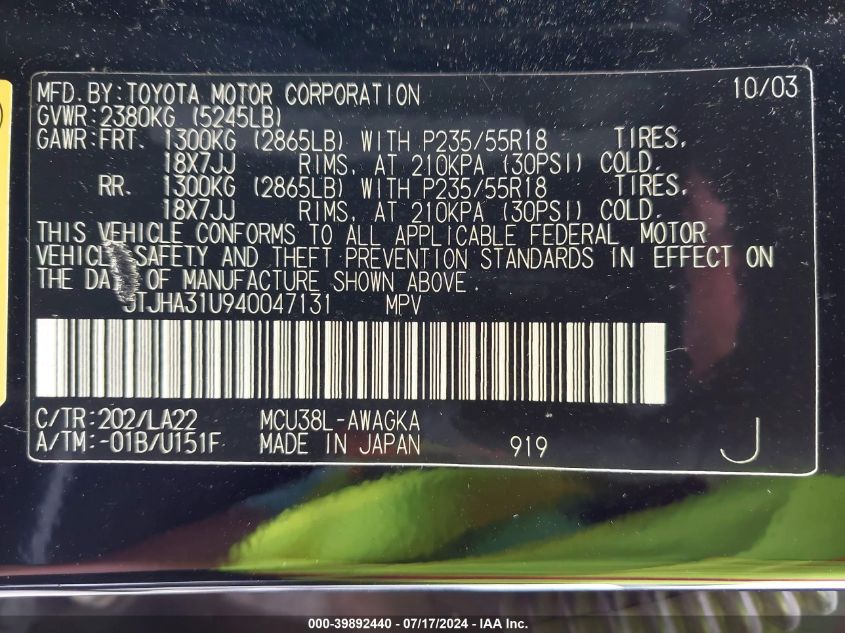 MFD. BY: TOYOTA MOTOR CORPORATION 10/03
GVWR: 2380KG (5245LB)
GAWR: FRT. 1300KG (2865LB) WITH P235/55R18 TIRES,
18X7JJ RIMS, AT 210KPA (30PSI) COLD.
RR. 1300KG (2865LB) WITH P235/55R18 TIRES,
18X7JJ RIMS, AT 210KPA (30PSI) COLD.
THIS VEHICLE CONFORMS TO ALL APPLICABLE FEDERAL MOTOR
VEHICLE SAFETY AND THEFT PREVENTION STANDARDS IN EFFECT ON
THE DATE OF MANUFACTURE SHOWN ABOVE.
JTJHA31U940047131 MPV
C/TR: 202/LA22 MCU38L-AWAGKA
A/TM: -01B/U151F MADE IN JAPAN 919 J
000-39892440 - 07/17/2024 - IAA Inc.